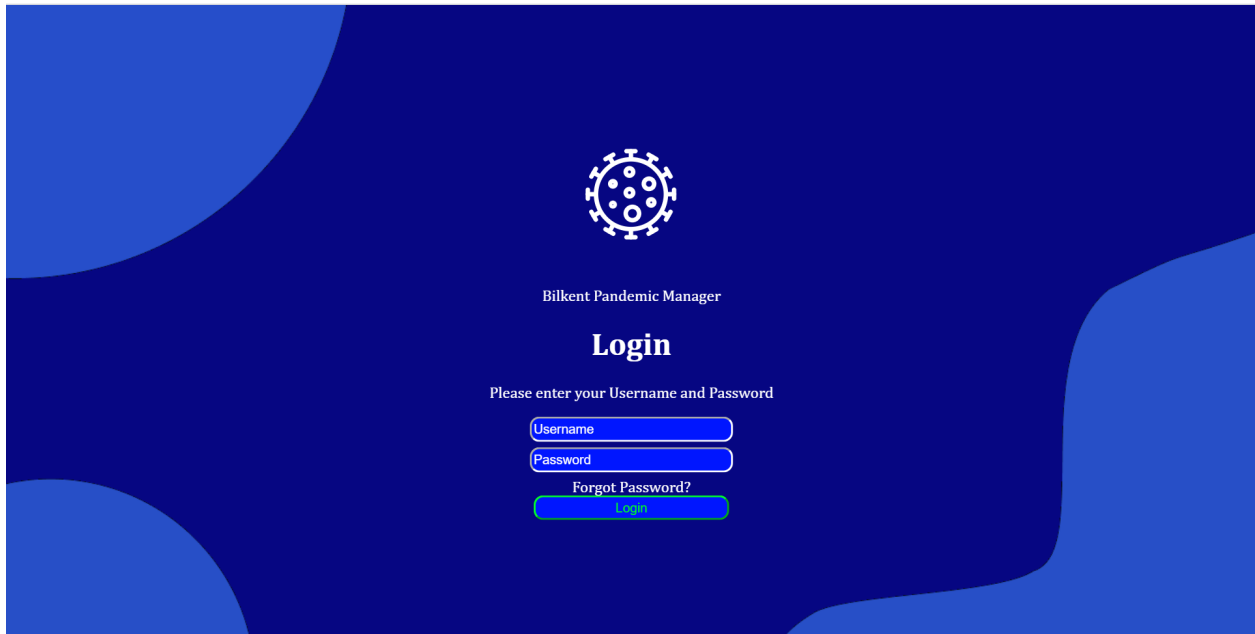 Bilkent Pandemic Manager
Login
Please enter your Username and Password
Username
Password
Forgot Password?
Login